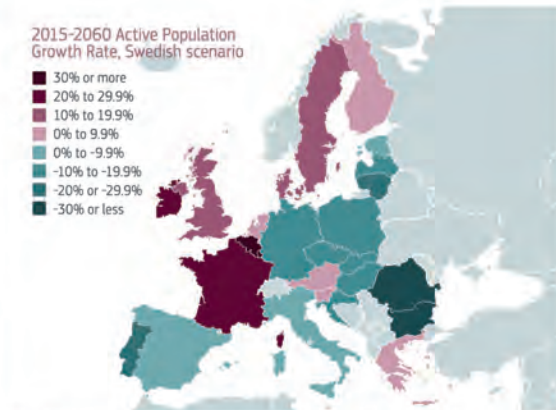 2015-2060 Active Population
Growth Rate, Swedish scenario
30% or more
20% to 29.9%
10% to 19.9%
0% to 9.9%
0% to -9.9%
-10% to -19.9%
-20% or -29.9%
-30% or less